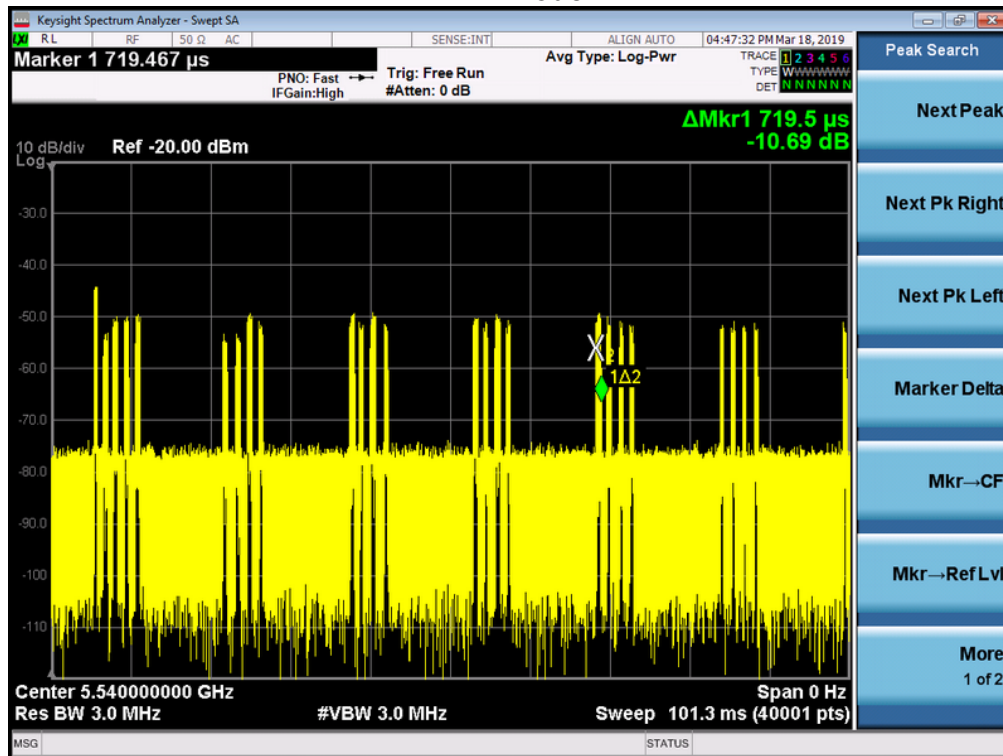 Keysight Spectrum Analyzer - Swept SA
LXI RL RF 50 Ω AC SENSE:INT ALIGN AUTO 04:47:32 PM Mar 18, 2019
Marker 1 719.467 µs
PNO: Fast
IFGain:High
Trig: Free Run
#Atten: 0 dB
Avg Type: Log-Pwr
TRACE 1 2 3 4 5 6
TYPE WWWWWW
DET N N N N N N
ΔMkr1 719.5 µs
-10.69 dB
10 dB/div Ref -20.00 dBm
Log
-30.0
-40.0
-50.0
-60.0
-70.0
-80.0
-90.0
-100
-110
X2
1Δ2
Center 5.540000000 GHz
Span 0 Hz
Res BW 3.0 MHz
#VBW 3.0 MHz
Sweep 101.3 ms (40001 pts)
MSG
STATUS
Peak Search
Next Peak
Next Pk Right
Next Pk Left
Marker Delta
Mkr→CF
Mkr→Ref Lvl
More
1 of 2